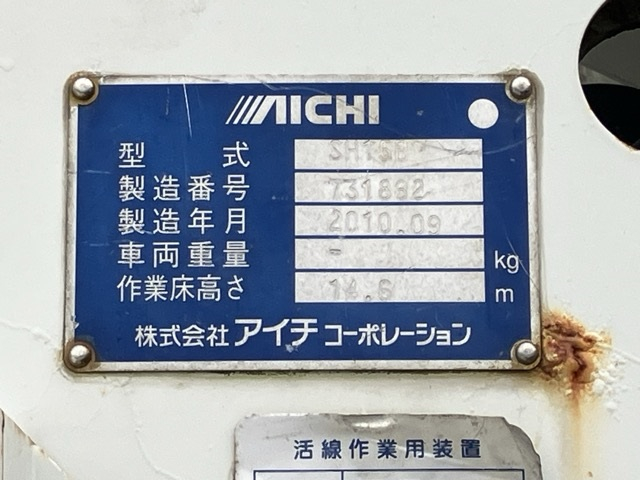 AICHI
型式 SH15B
製造番号 731892
製造年月 2010.09
車両重量 - kg
作業床高さ 14.6 m
株式会社 アイチ コーポレーション
活線作業用装置